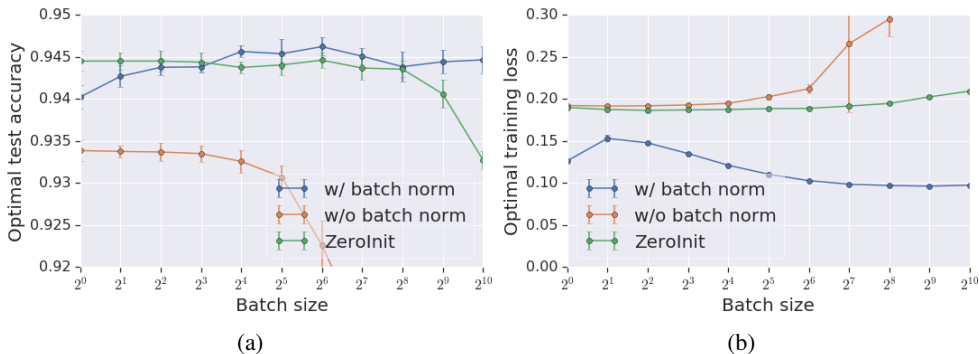 0.95
0.945
0.94
0.935
0.93
0.925
0.92
Optimal test accuracy
w/ batch norm
w/o batch norm
ZeroInit
2^0 2^1 2^2 2^3 2^4 2^5 2^6 2^7 2^8 2^9 2^10
Batch size
(a)
0.30
0.25
0.20
0.15
0.10
0.05
0.00
Optimal training loss
w/ batch norm
w/o batch norm
ZeroInit
2^0 2^1 2^2 2^3 2^4 2^5 2^6 2^7 2^8 2^9 2^10
Batch size
(b)